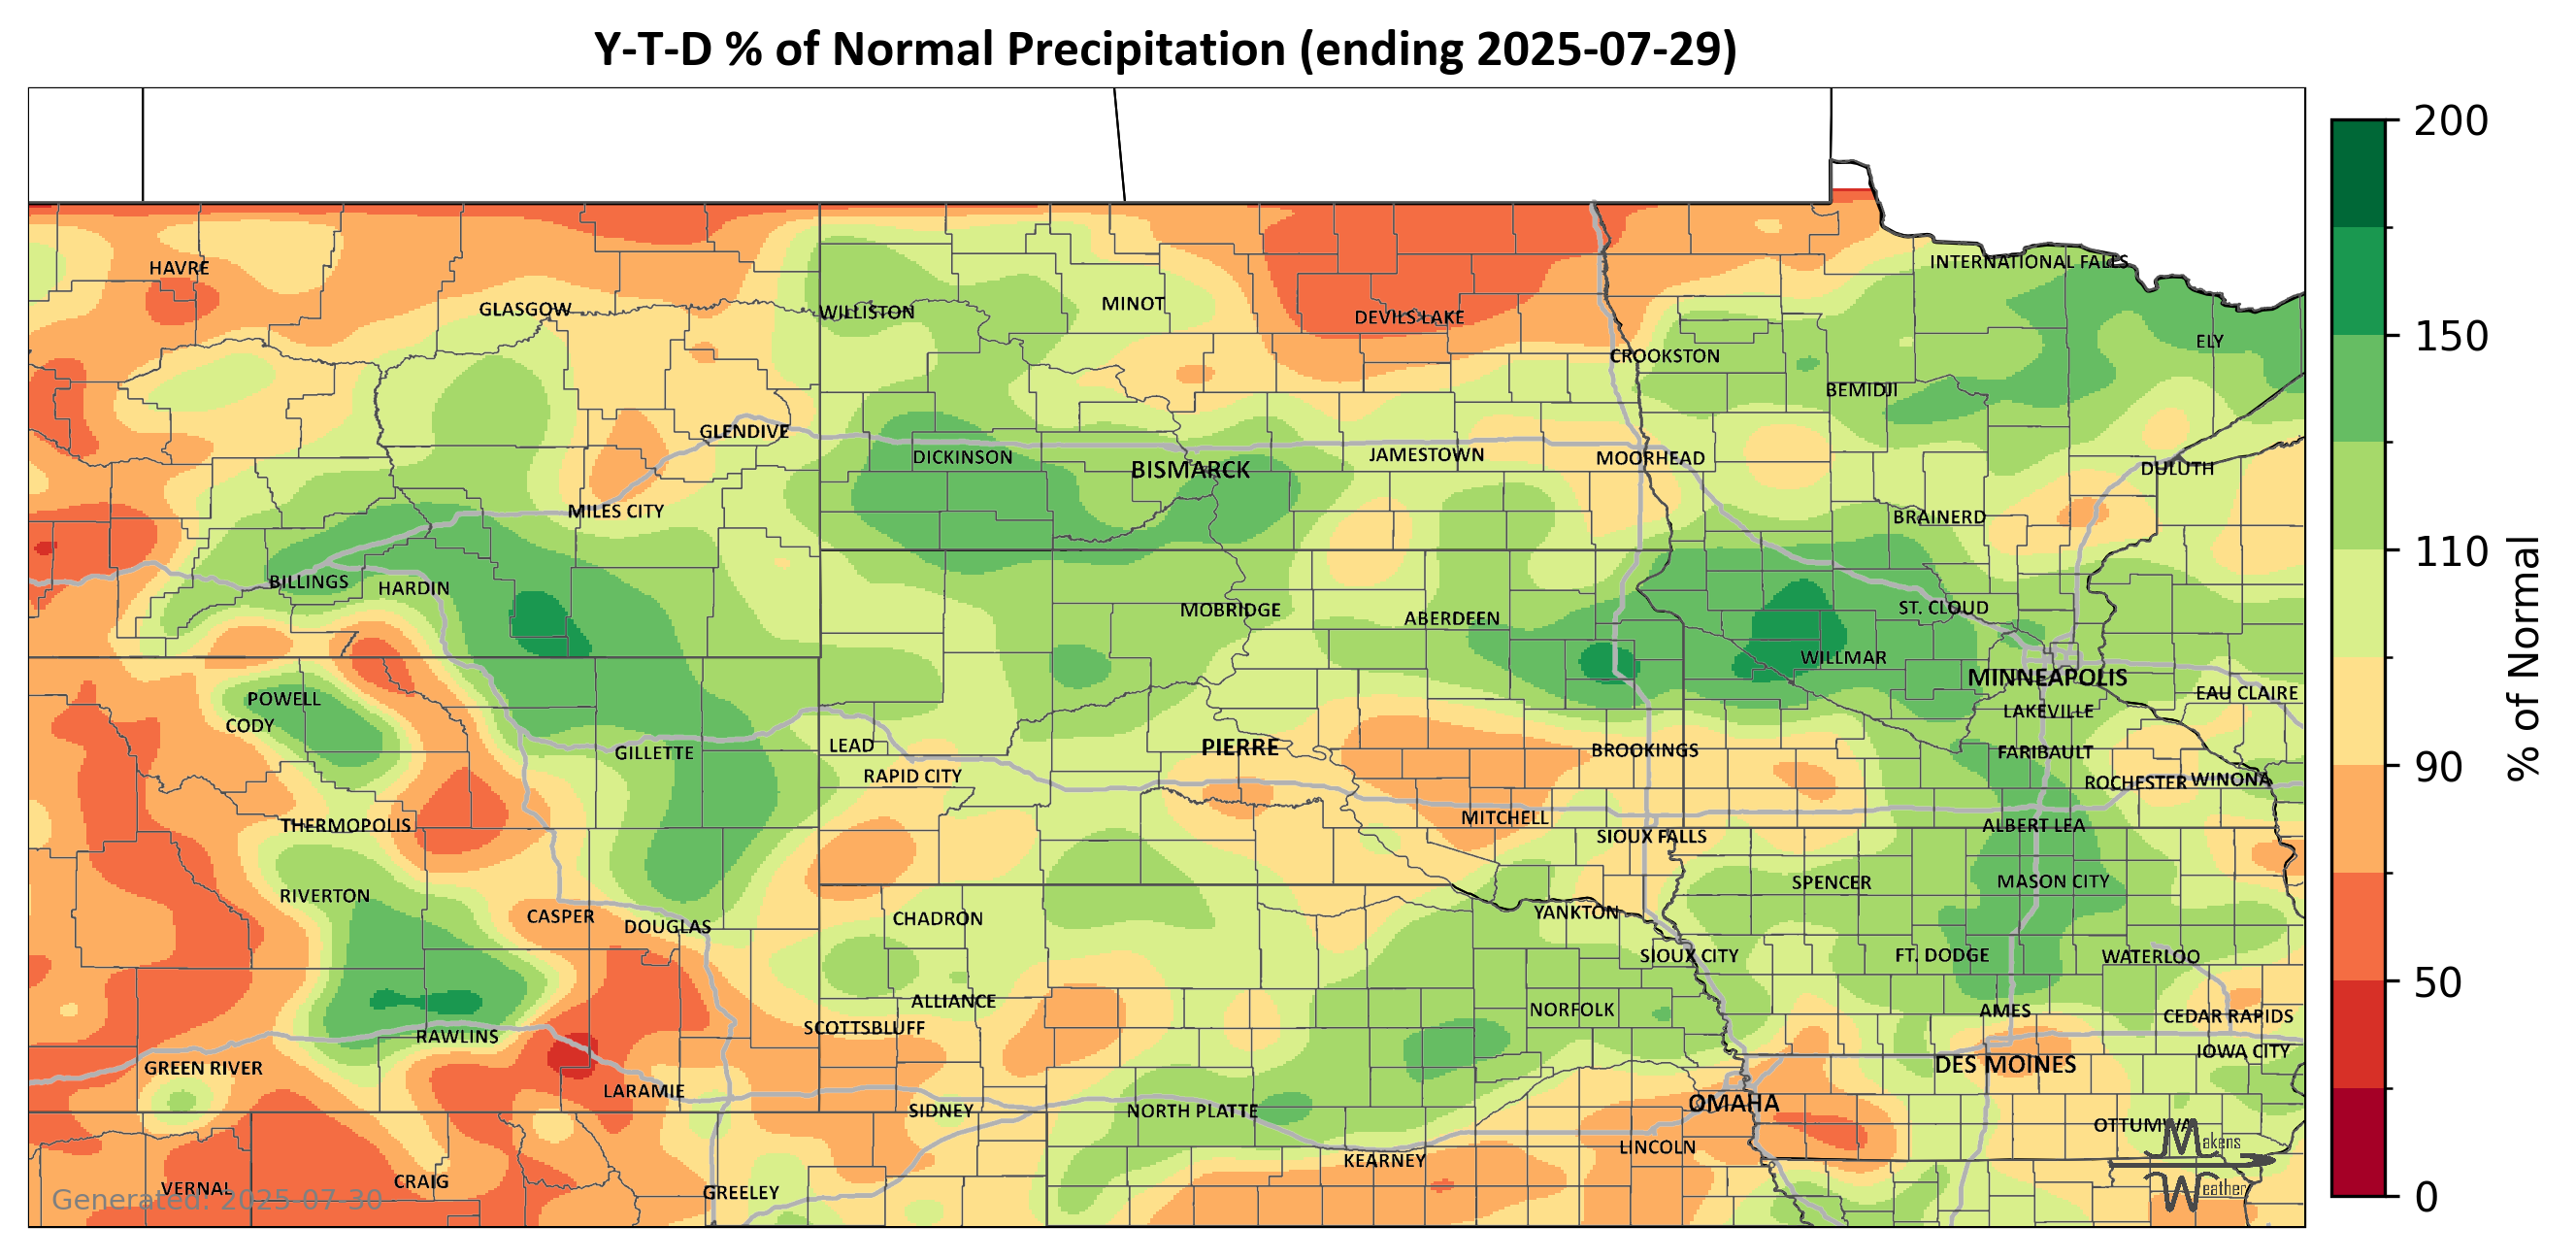 Y-T-D % of Normal Precipitation (ending 2025-07-29)
200
INTERNATIONAL FALLS
HAVRE
MINOT
GLASGOW
WILLISTON
DEVILS LAKE
150
ELY
CROOKSTON
BEMIDJI
GLENDIVE
DICKINSON
JAMESTOWN
MOORHEAD
BISMARCK
DULUTH
MILES CITY
BRAINERD
110
BILLINGS
HARDIN
MOBRIDGE
ABERDEEN
ST. CLOUD
WILLMAR
MINNEAPOLIS
% of Normal
POWELL
EAU CLAIRE
CODY
LAKEVILLE
LEAD
PIERRE
BROOKINGS
GILLETTE
FARIBAULT
90
RAPID CITY
ROCHESTER
WINONA
MITCHELL
THERMOPOLIS
ALBERT LEA
SIOUX FALLS
SPENCER
MASON CITY
RIVERTON
CASPER
CHADRON
YANKTON
DOUGLAS
SIOUX CITY
FT. DODGE
WATERLOO
50
ALLIANCE
NORFOLK
AMES
CEDAR RAPIDS
SCOTTSBLUFF
RAWLINS
IOWA CITY
GREEN RIVER
DES MOINES
LARAMIE
OMAHA
SIDNEY
NORTH PLATTE
OTTUMWA
Makens
LINCOLN
KEARNEY
CRAIG
VERNAL
Weather
GREELEY
Generated: 2025-07-30
0